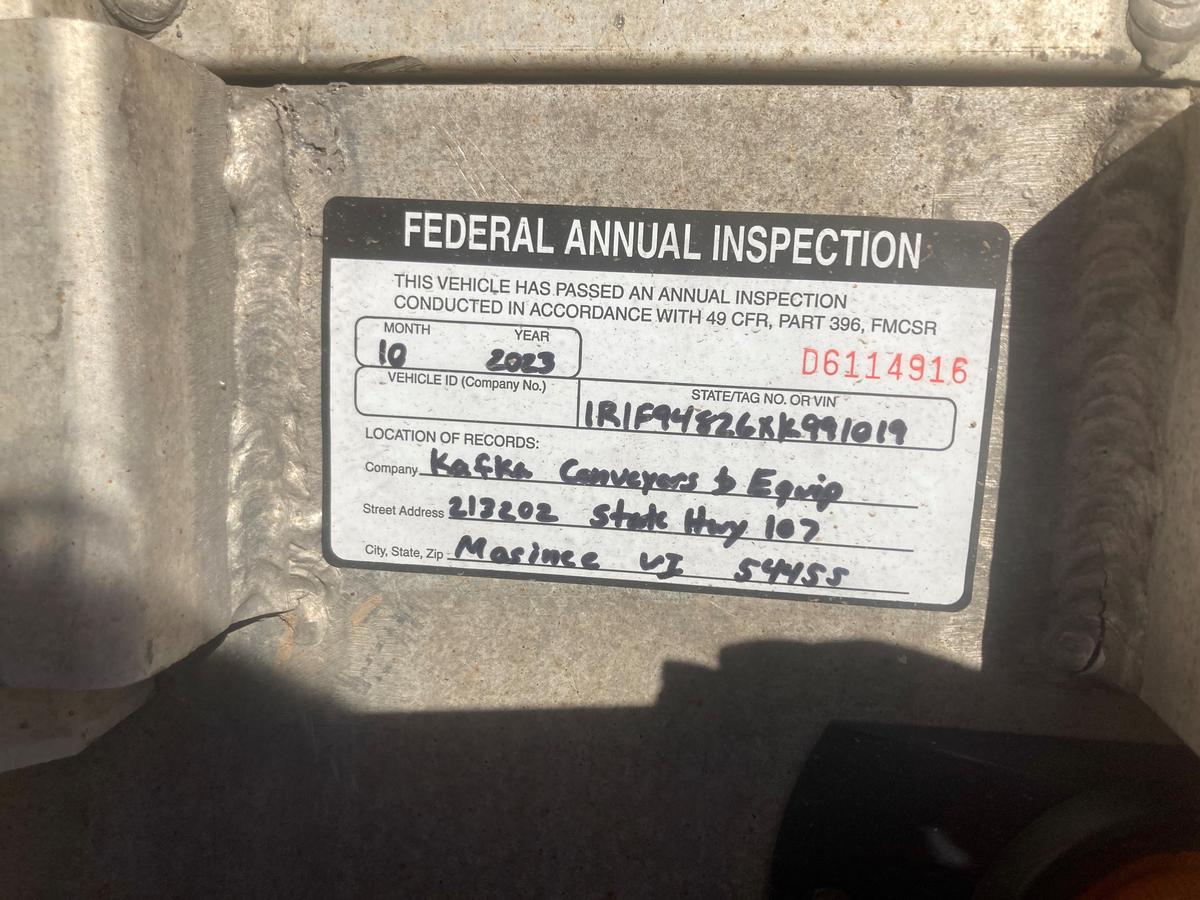 FEDERAL ANNUAL INSPECTION
THIS VEHICLE HAS PASSED AN ANNUAL INSPECTION
CONDUCTED IN ACCORDANCE WITH 49 CFR, PART 396, FMCSR
MONTH YEAR
10 2023
D6114916
VEHICLE ID (Company No.)
STATE/TAG NO. OR VIN
1R1F94826XK991019
LOCATION OF RECORDS:
Company Kafka Conveyors & Equip
Street Address 213202 State Hwy 107
City, State, Zip Mosinee WI 54455